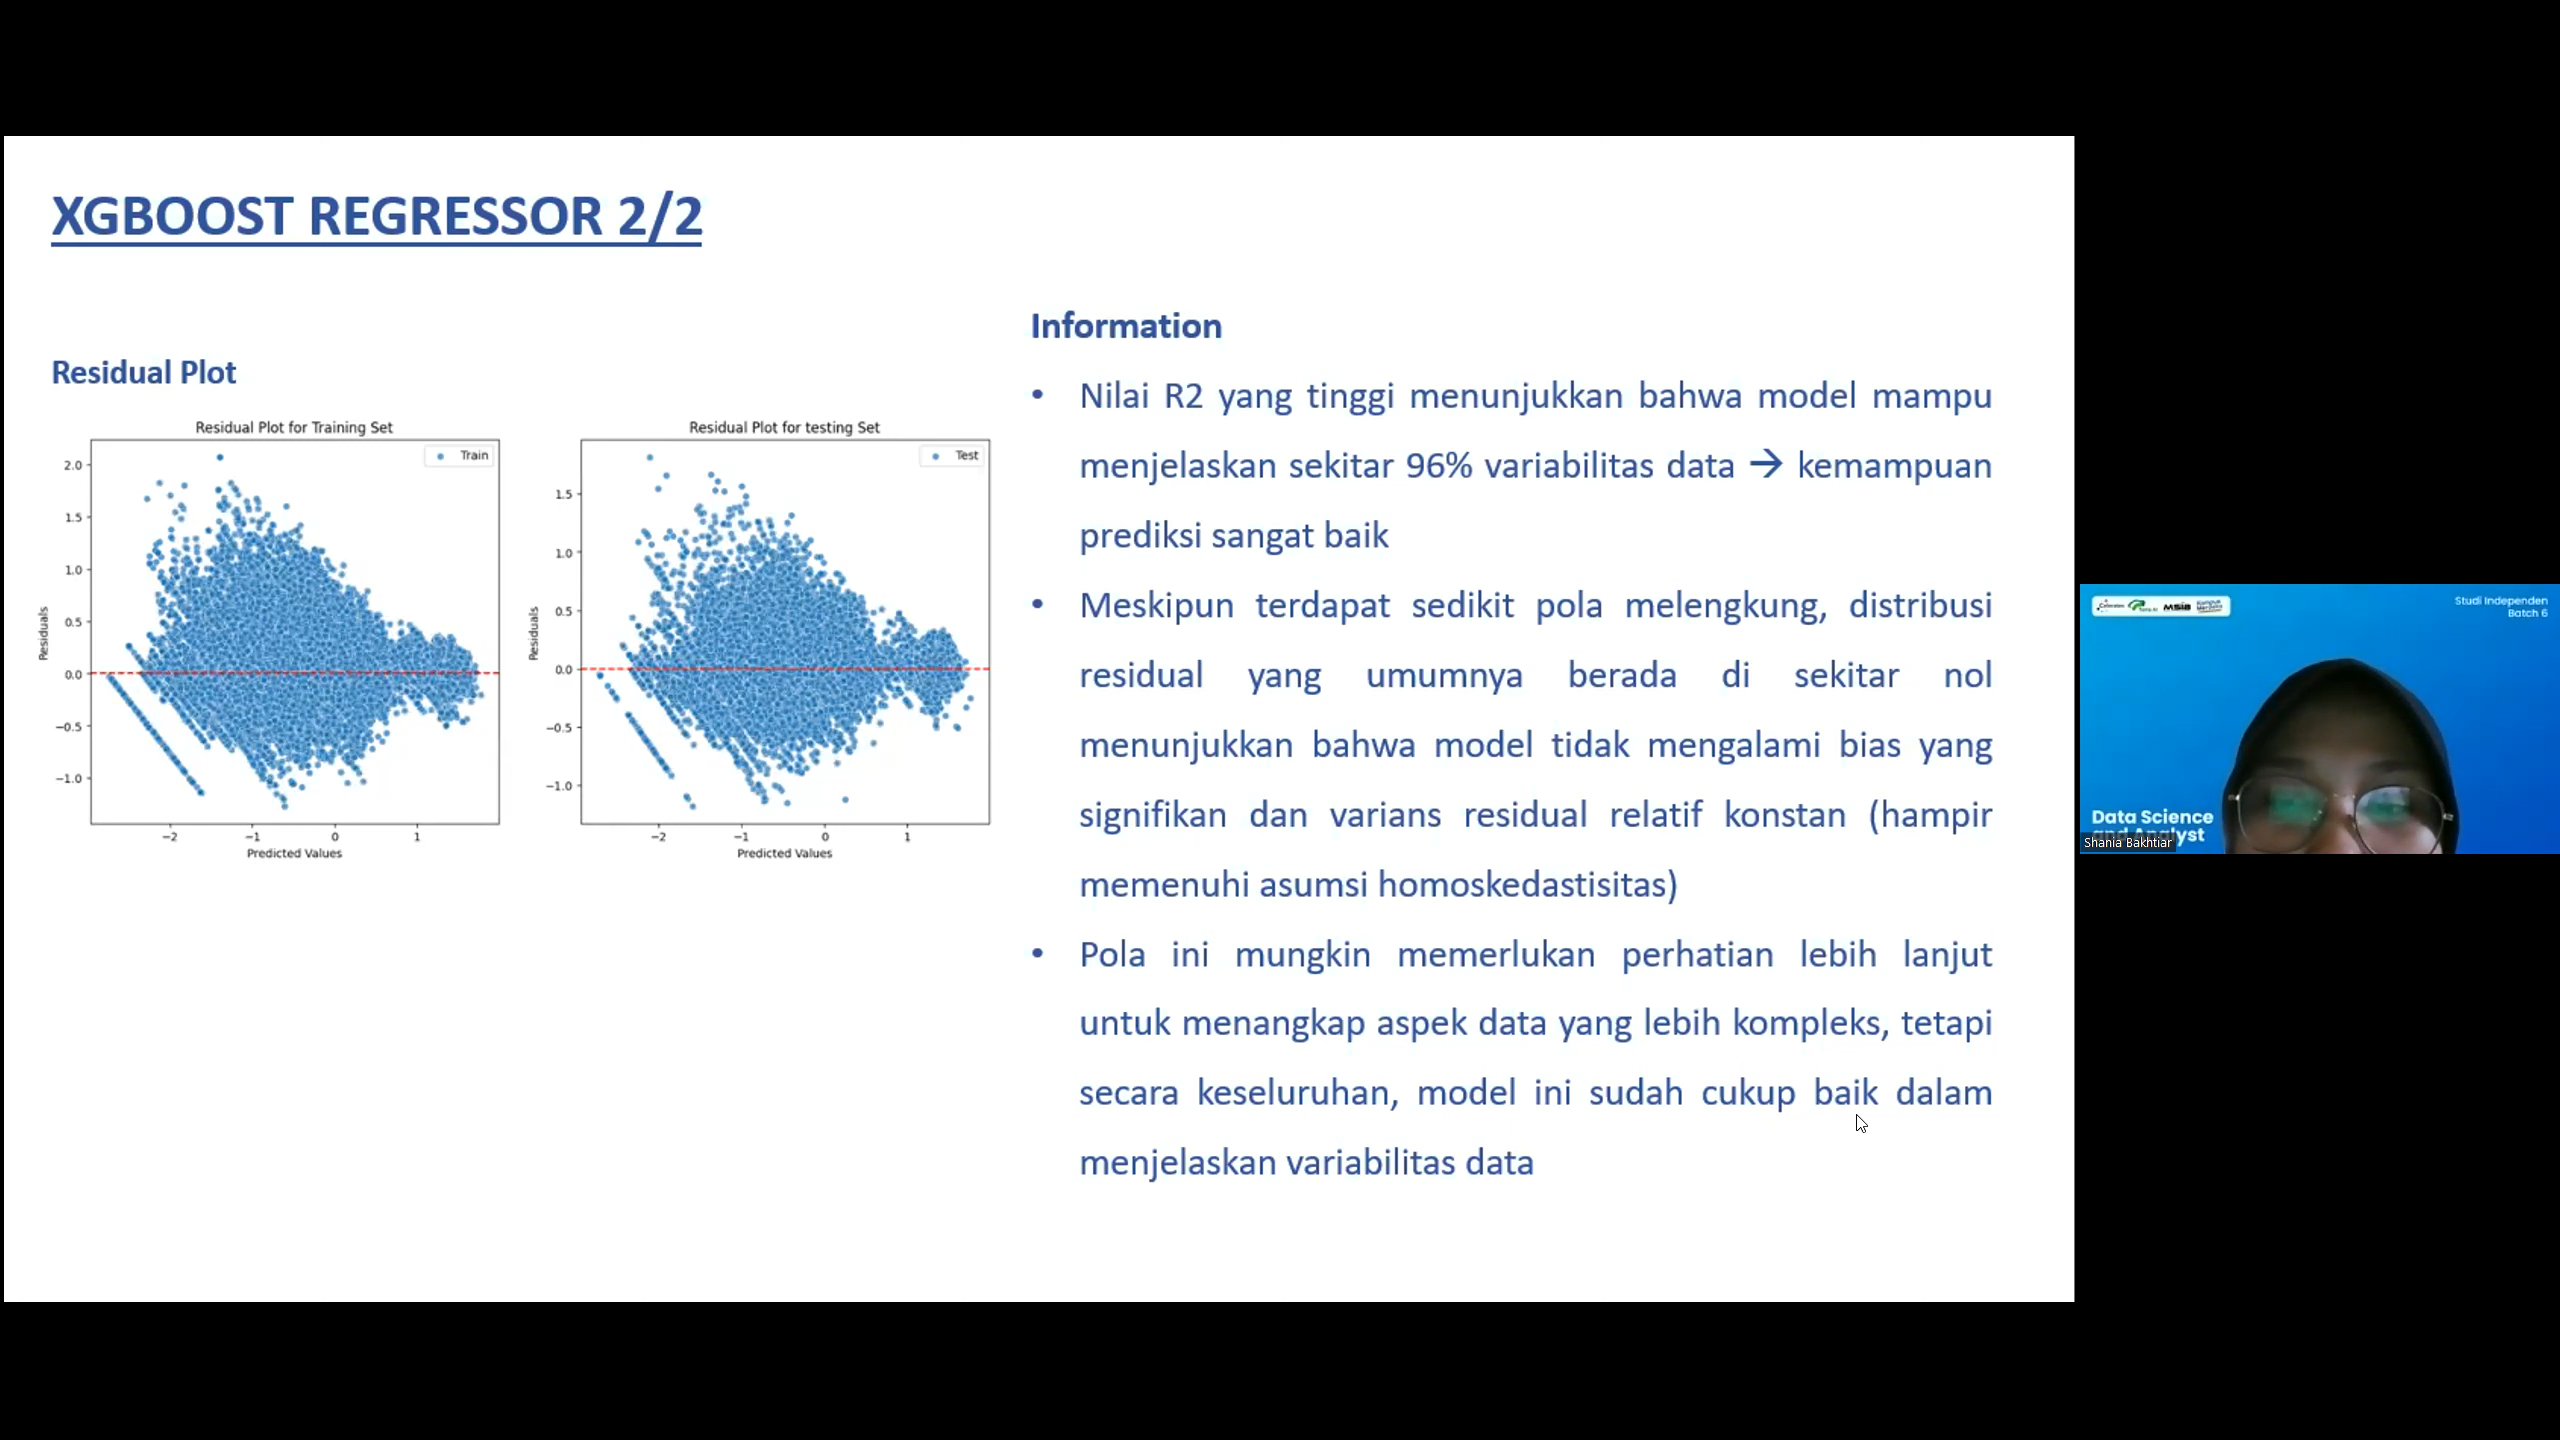 XGBOOST REGRESSOR 2/2
Residual Plot
Residual Plot for Training Set
Train
2.0
1.5
1.0
0.5
0.0
−0.5
−1.0
Residuals
−2
−1
0
1
Predicted Values
Residual Plot for testing Set
Test
1.5
1.0
0.5
0.0
−0.5
−1.0
Residuals
−2
−1
0
1
Predicted Values
Information
• Nilai R2 yang tinggi menunjukkan bahwa model mampu
menjelaskan sekitar 96% variabilitas data → kemampuan
prediksi sangat baik
• Meskipun terdapat sedikit pola melengkung, distribusi
residual yang umumnya berada di sekitar nol
menunjukkan bahwa model tidak mengalami bias yang
signifikan dan varians residual relatif konstan (hampir
memenuhi asumsi homoskedastisitas)
• Pola ini mungkin memerlukan perhatian lebih lanjut
untuk menangkap aspek data yang lebih kompleks, tetapi
secara keseluruhan, model ini sudah cukup baik dalam
menjelaskan variabilitas data
MSIB
Studi Independen
Batch 6
Data Science
and Analyst
Shania Bakhtiar